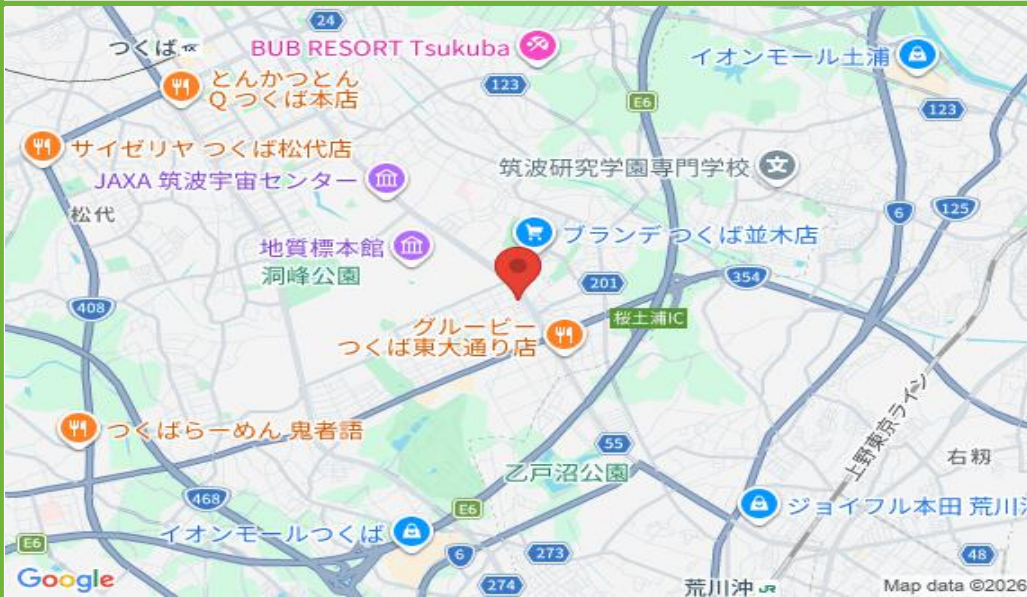 24
つくば
BUB RESORT Tsukuba
イオンモール土浦
とんかつとん
Q つくば本店
123
E6
123
サイゼリヤ つくば松代店
JAXA 筑波宇宙センター
筑波研究学園専門学校
松代
6
125
地質標本館
洞峰公園
ブランデ つくば並木店
408
201
354
桜土浦IC
グルービー
つくば東大通り店
上野東京ライン
つくばらーめん 鬼者語
55
右籾
乙戸沼公園
468
E6
ジョイフル本田 荒川沖
イオンモールつくば
E6
6
273
48
274
荒川沖 JR
Google
Map data ©2026